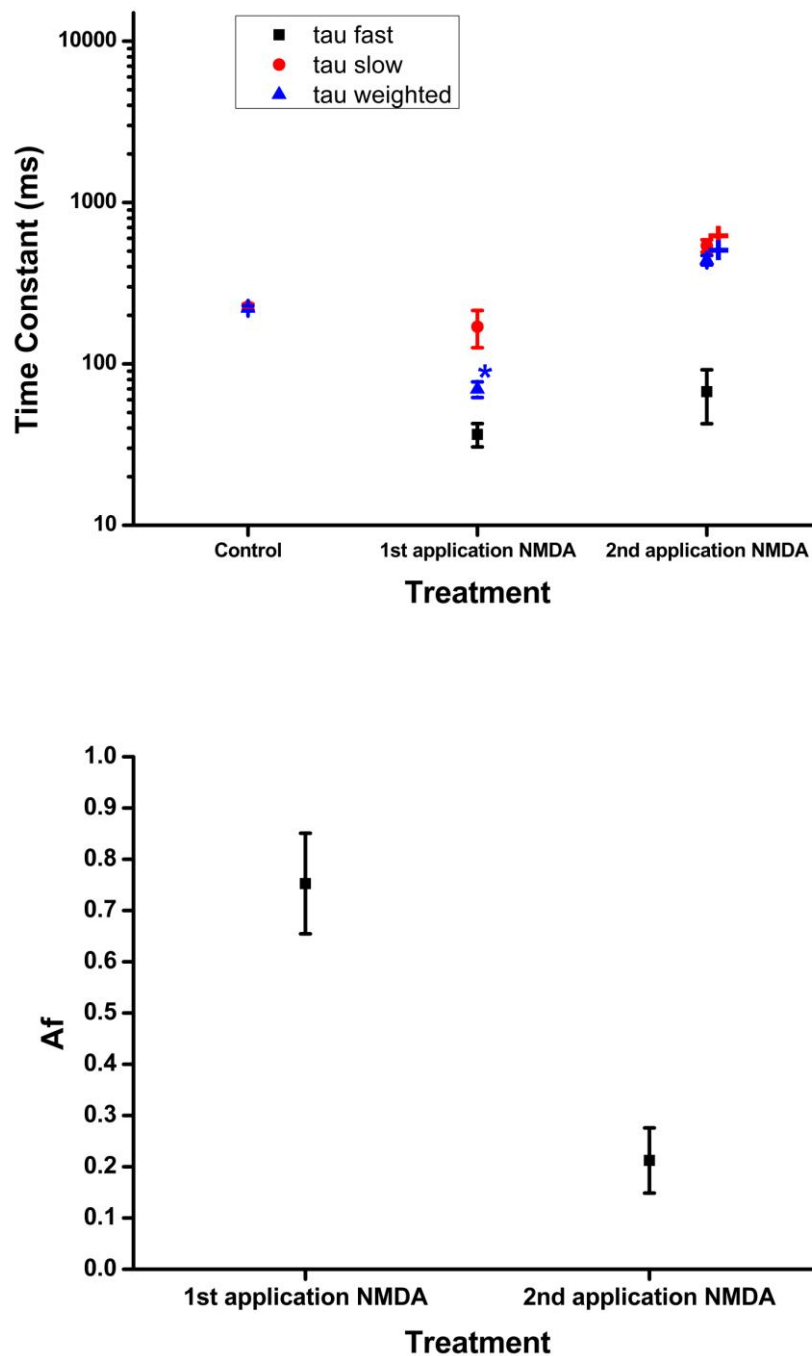 10000
1000
100
10
Time Constant (ms)
tau fast
tau slow
tau weighted
*
+
+
Control
1st application NMDA
2nd application NMDA
Treatment
1.0
0.9
0.8
0.7
0.6
0.5
0.4
0.3
0.2
0.1
0.0
Af
1st application NMDA
2nd application NMDA
Treatment